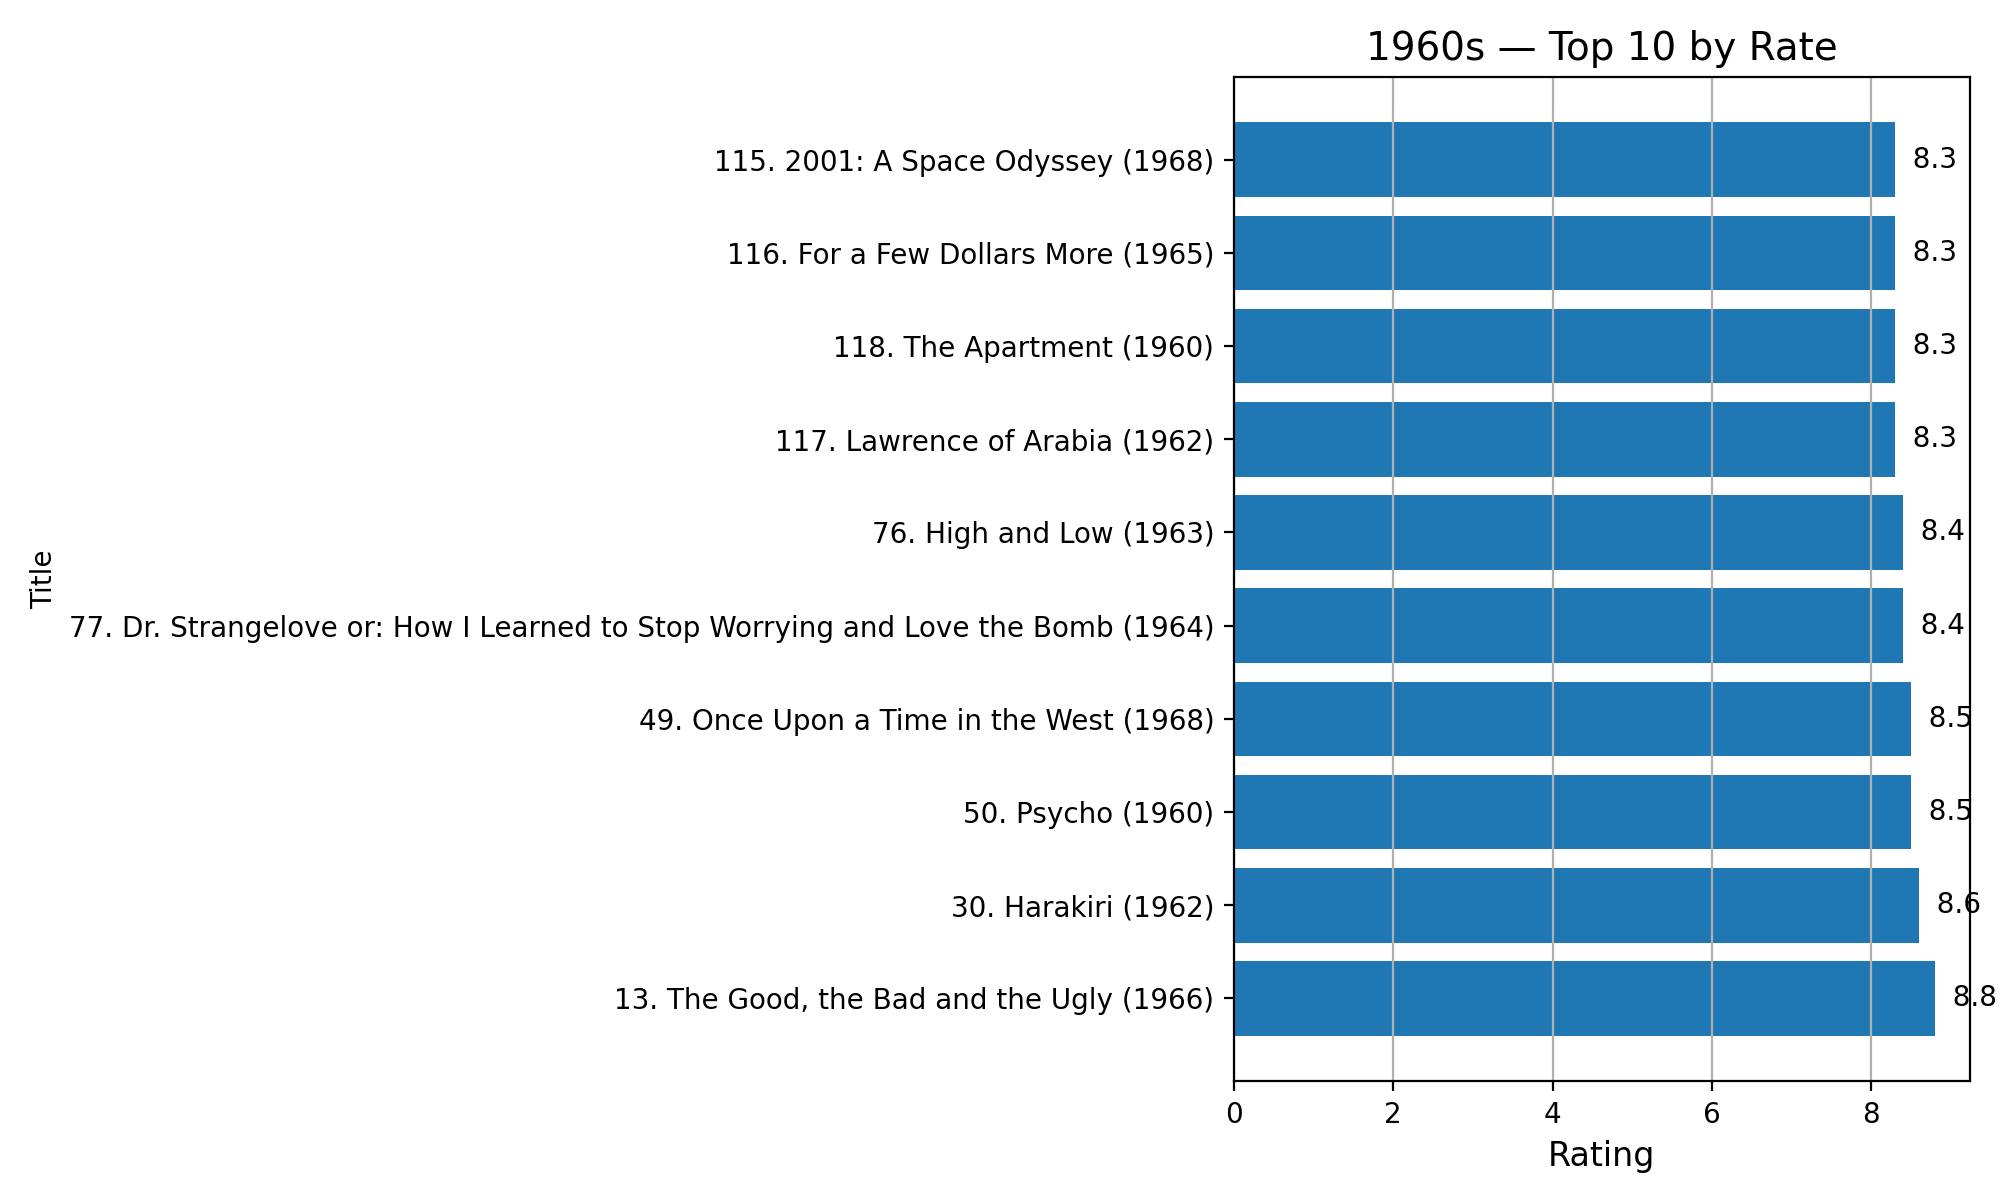 1960s — Top 10 by Rate
115. 2001: A Space Odyssey (1968) 8.3
116. For a Few Dollars More (1965) 8.3
118. The Apartment (1960) 8.3
117. Lawrence of Arabia (1962) 8.3
76. High and Low (1963) 8.4
Title
77. Dr. Strangelove or: How I Learned to Stop Worrying and Love the Bomb (1964) 8.4
49. Once Upon a Time in the West (1968) 8.5
50. Psycho (1960) 8.5
30. Harakiri (1962) 8.6
13. The Good, the Bad and the Ugly (1966) 8.8
0 2 4 6 8
Rating